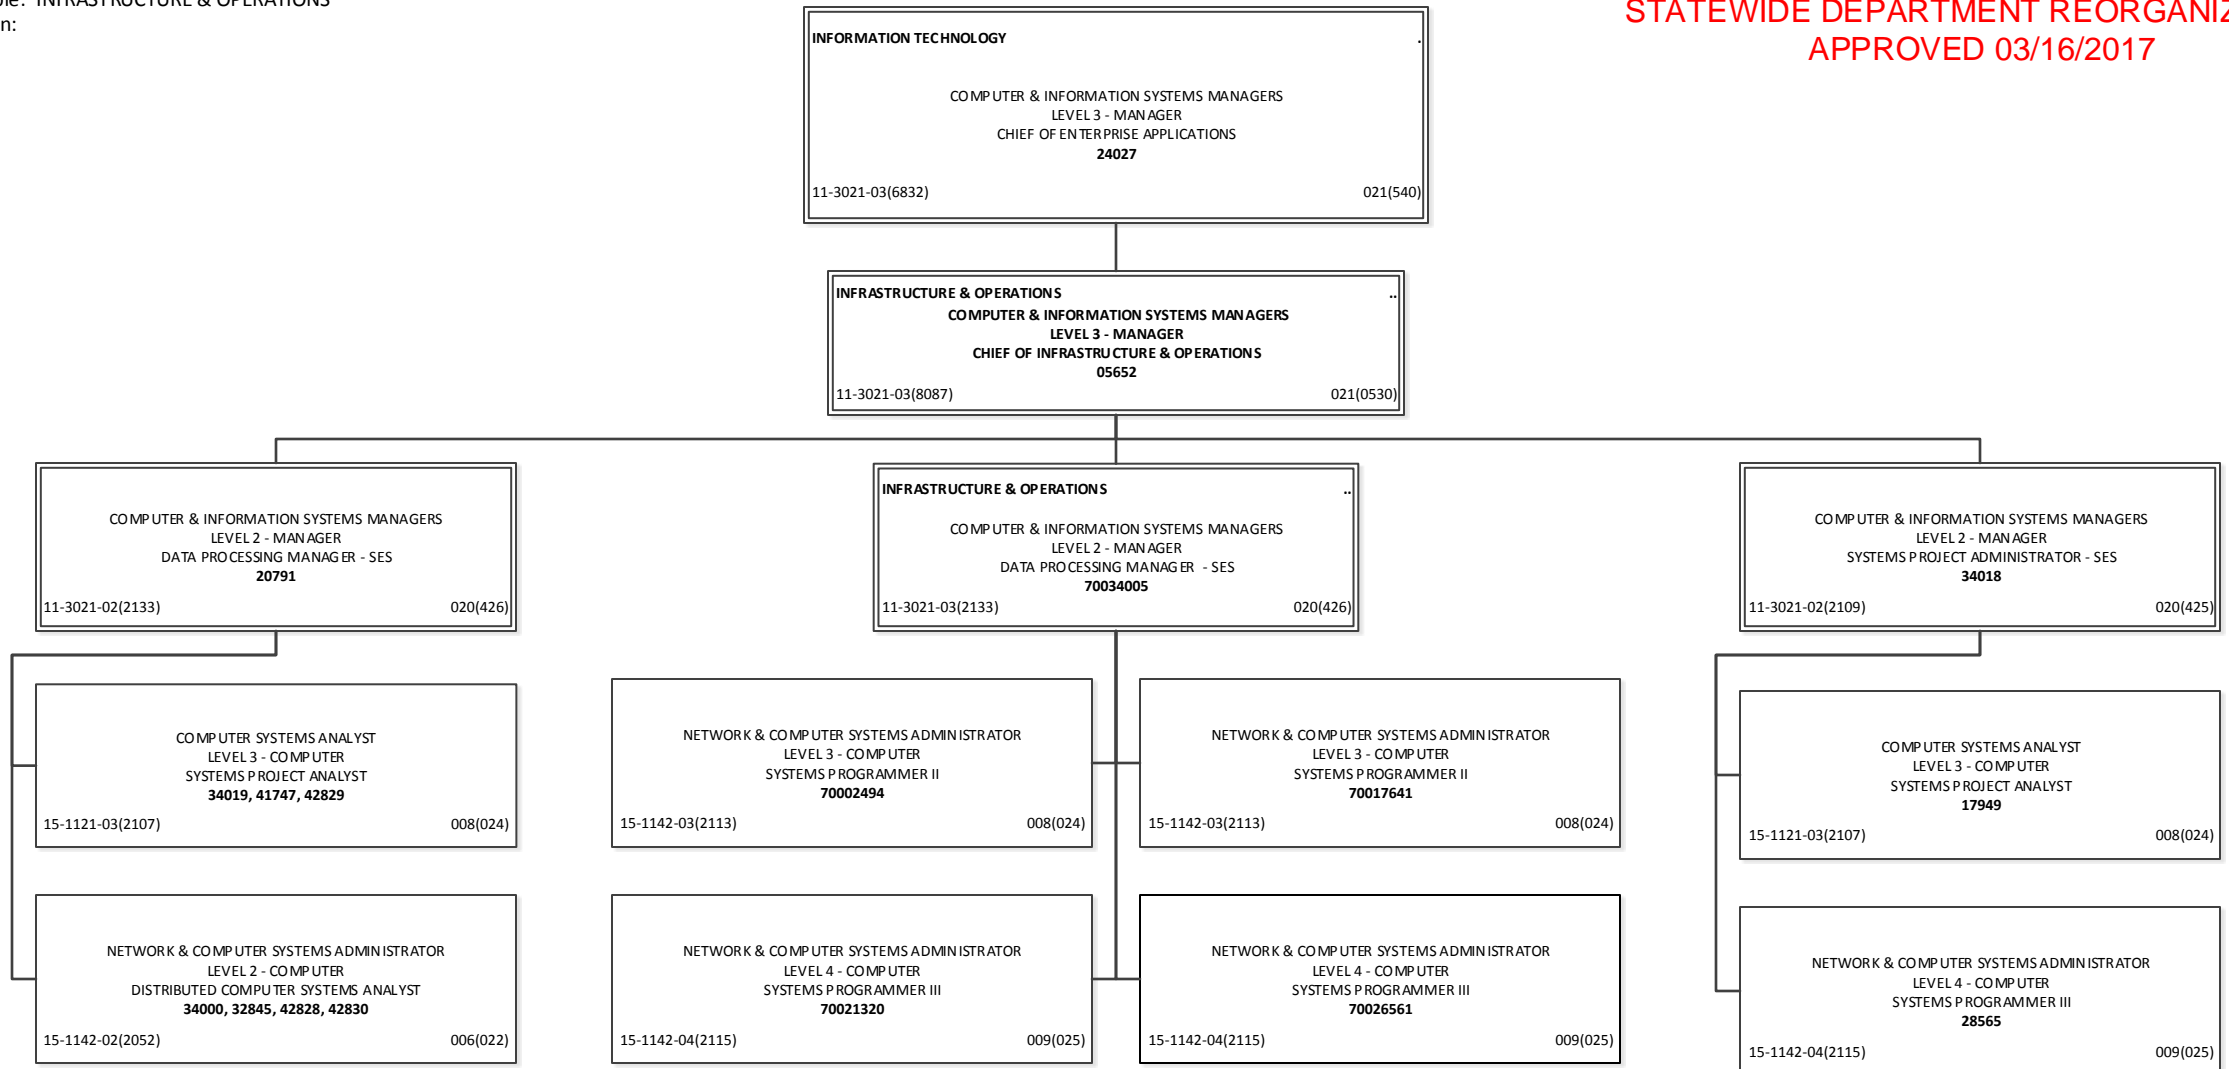 INFRASTRUCTURE & OPERATIONS
n:
STATEWIDE DEPARTMENT
APPROVED 03/16/2017
INFORMATION TECHNOLOGY .
COMPUTER & INFORMATION SYSTEMS MANAGERS
LEVEL 3 - MANAGER
CHIEF OF ENTERPRISE APPLICATIONS
24027
11-3021-03(6832) 021(540)
INFRASTRUCTURE & OPERATIONS ..
COMPUTER & INFORMATION SYSTEMS MANAGERS
LEVEL 3 - MANAGER
CHIEF OF INFRASTRUCTURE & OPERATIONS
05652
11-3021-03(8087) 021(0530)
COMPUTER & INFORMATION SYSTEMS MANAGERS
LEVEL 2 - MANAGER
DATA PROCESSING MANAGER - SES
20791
11-3021-02(2133) 020(426)
INFRASTRUCTURE & OPERATIONS ..
COMPUTER & INFORMATION SYSTEMS MANAGERS
LEVEL 2 - MANAGER
DATA PROCESSING MANAGER - SES
70034005
11-3021-03(2133) 020(426)
COMPUTER & INFORMATION SYSTEMS MANAGERS
LEVEL 2 - MANAGER
SYSTEMS PROJECT ADMINISTRATOR - SES
34018
11-3021-02(2109) 020(425)
COMPUTER SYSTEMS ANALYST
LEVEL 3 - COMPUTER
SYSTEMS PROJECT ANALYST
34019, 41747, 42829
15-1121-03(2107) 008(024)
NETWORK & COMPUTER SYSTEMS ADMINISTRATOR
LEVEL 3 - COMPUTER
SYSTEMS PROGRAMMER II
70002494
15-1142-03(2113) 008(024)
NETWORK & COMPUTER SYSTEMS ADMINISTRATOR
LEVEL 3 - COMPUTER
SYSTEMS PROGRAMMER II
70017641
15-1142-03(2113) 008(024)
COMPUTER SYSTEMS ANALYST
LEVEL 3 - COMPUTER
SYSTEMS PROJECT ANALYST
17949
15-1121-03(2107) 008(024)
NETWORK & COMPUTER SYSTEMS ADMINISTRATOR
LEVEL 2 - COMPUTER
DISTRIBUTED COMPUTER SYSTEMS ANALYST
34000, 32845, 42828, 42830
15-1142-02(2052) 006(022)
NETWORK & COMPUTER SYSTEMS ADMINISTRATOR
LEVEL 4 - COMPUTER
SYSTEMS PROGRAMMER III
70021320
15-1142-04(2115) 009(025)
NETWORK & COMPUTER SYSTEMS ADMINISTRATOR
LEVEL 4 - COMPUTER
SYSTEMS PROGRAMMER III
70026561
15-1142-04(2115) 009(025)
NETWORK & COMPUTER SYSTEMS ADMINISTRATOR
LEVEL 4 - COMPUTER
SYSTEMS PROGRAMMER III
28565
15-1142-04(2115) 009(025)